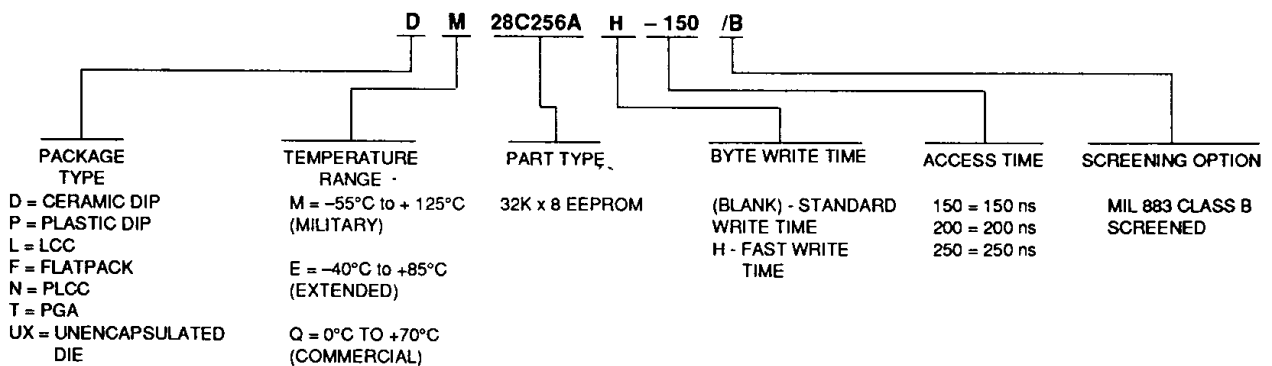 D M 28C256A H – 150 /B
PACKAGE TYPE
D = CERAMIC DIP
P = PLASTIC DIP
L = LCC
F = FLATPACK
N = PLCC
T = PGA
UX = UNENCAPSULATED
DIE
TEMPERATURE
RANGE
M = –55°C to + 125°C
(MILITARY)
E = –40°C to +85°C
(EXTENDED)
Q = 0°C TO +70°C
(COMMERCIAL)
PART TYPE
32K x 8 EEPROM
BYTE WRITE TIME
(BLANK) - STANDARD
WRITE TIME
H - FAST WRITE
TIME
ACCESS TIME
150 = 150 ns
200 = 200 ns
250 = 250 ns
SCREENING OPTION
MIL 883 CLASS B
SCREENED